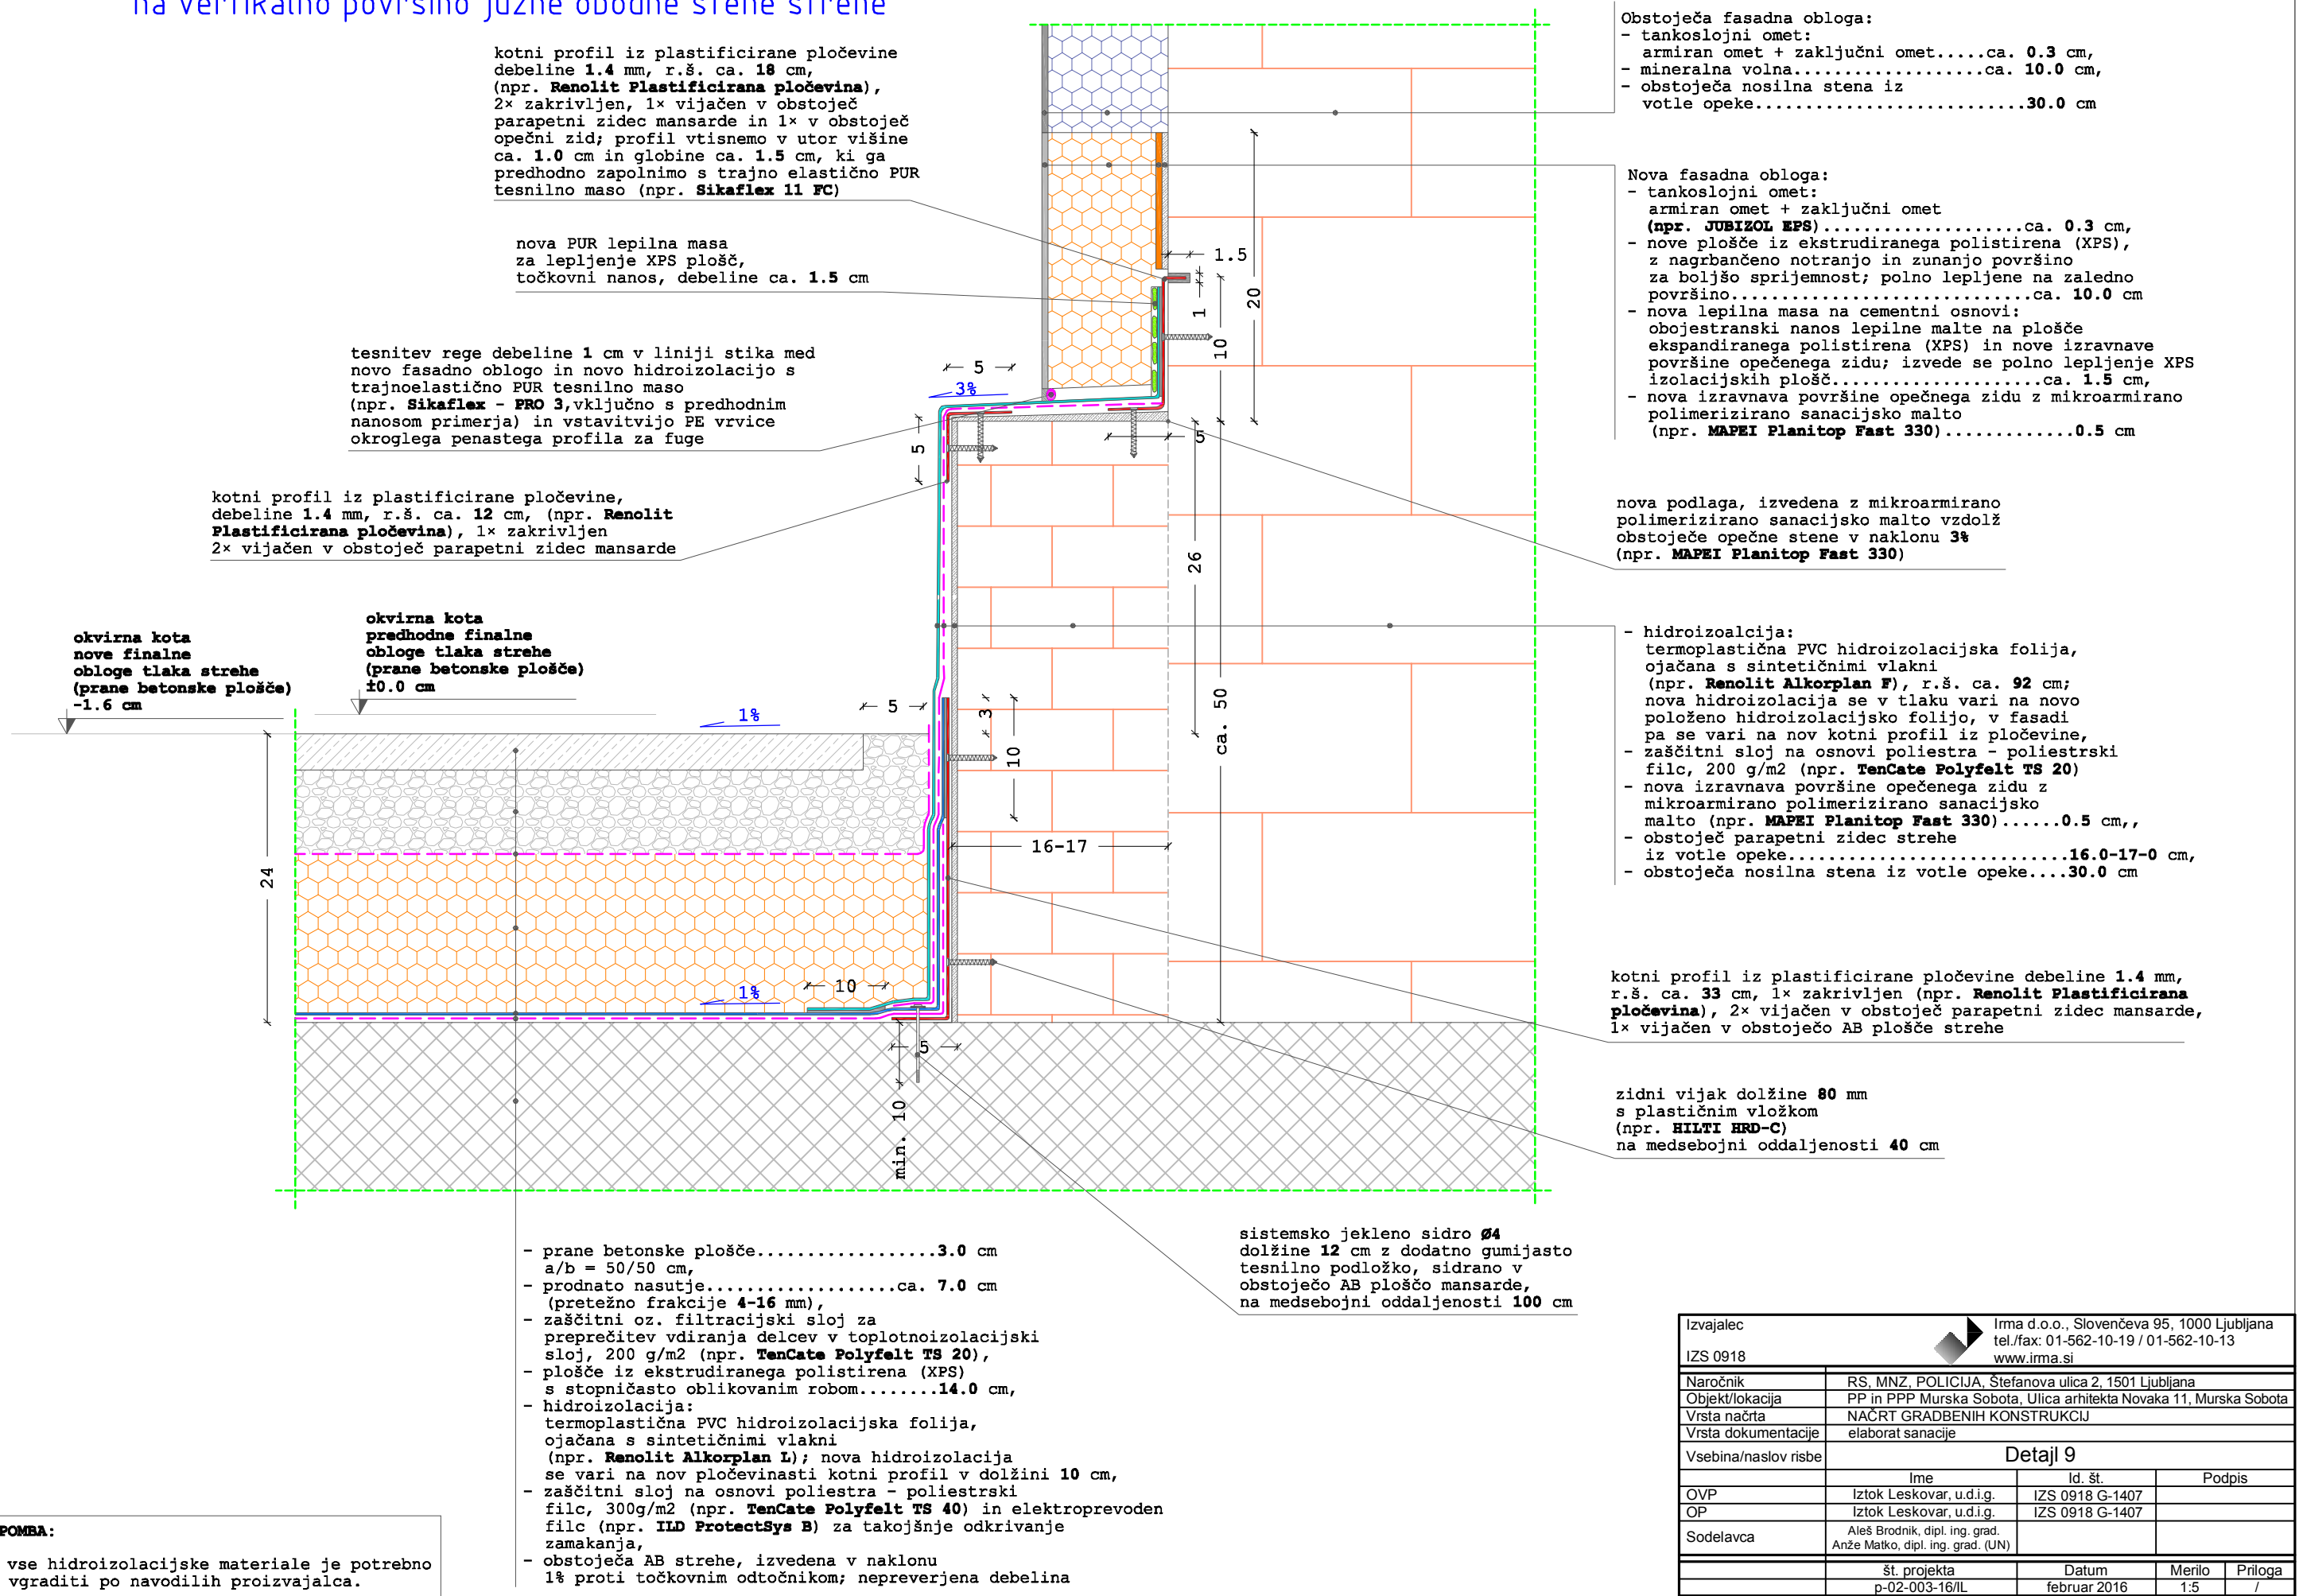 na vertikalno površino južne obodne stene strehe
kotni profil iz plastificirane pločevine
debeline 1.4 mm, r.š. ca. 18 cm,
(npr. Renolit Plastificirana pločevina),
2× zakrivljen, 1× vijačen v obstoječ
parapetni zidec mansarde in 1× v obstoječ
opečni zid; profil vtisnemo v utor višine
ca. 1.0 cm in globine ca. 1.5 cm, ki ga
predhodno zapolnimo s trajno elastično PUR
tesnilno maso (npr. Sikaflex 11 FC)
nova PUR lepilna masa
za lepljenje XPS plošč,
točkovni nanos, debeline ca. 1.5 cm
tesnitev rege debeline 1 cm v liniji stika med
novo fasadno oblogo in novo hidroizolacijo s
trajnoelastično PUR tesnilno maso
(npr. Sikaflex - PRO 3,vključno s predhodnim
nanosom primerja) in vstavitvijo PE vrvice
okroglega penastega profila za fuge
kotni profil iz plastificirane pločevine,
debeline 1.4 mm, r.š. ca. 12 cm, (npr. Renolit
Plastificirana pločevina), 1× zakrivljen
2× vijačen v obstoječ parapetni zidec mansarde
okvirna kota
nove finalne
obloge tlaka strehe
(prane betonske plošče)
-1.6 cm
okvirna kota
predhodne finalne
obloge tlaka strehe
(prane betonske plošče)
±0.0 cm
1.5
20
1
10
5
3%
5
5
26
ca. 50
5
1%
3
10
16-17
24
10
1%
5
min. 10
Obstoječa fasadna obloga:
- tankoslojni omet:
armiran omet + zaključni omet.....ca. 0.3 cm,
- mineralna volna...................ca. 10.0 cm,
- obstoječa nosilna stena iz
votle opeke...........................30.0 cm
Nova fasadna obloga:
- tankoslojni omet:
armiran omet + zaključni omet
(npr. JUBIZOL EPS)....................ca. 0.3 cm,
- nove plošče iz ekstrudiranega polistirena (XPS),
z nagrbančeno notranjo in zunanjo površino
za boljšo sprijemnost; polno lepljene na zaledno
površino..............................ca. 10.0 cm
- nova lepilna masa na cementni osnovi:
obojestranski nanos lepilne malte na plošče
ekspandiranega polistirena (XPS) in nove izravnave
površine opečenega zidu; izvede se polno lepljenje XPS
izolacijskih plošč.....................ca. 1.5 cm,
- nova izravnava površine opečnega zidu z mikroarmirano
polimerizirano sanacijsko malto
(npr. MAPEI Planitop Fast 330).............0.5 cm
nova podlaga, izvedena z mikroarmirano
polimerizirano sanacijsko malto vzdolž
obstoječe opečne stene v naklonu 3%
(npr. MAPEI Planitop Fast 330)
- hidroizoalcija:
termoplastična PVC hidroizolacijska folija,
ojačana s sintetičnimi vlakni
(npr. Renolit Alkorplan F), r.š. ca. 92 cm;
nova hidroizolacija se v tlaku vari na novo
položeno hidroizolacijsko folijo, v fasadi
pa se vari na nov kotni profil iz pločevine,
- zaščitni sloj na osnovi poliestra - poliestrski
filc, 200 g/m2 (npr. TenCate Polyfelt TS 20)
- nova izravnava površine opečenega zidu z
mikroarmirano polimerizirano sanacijsko
malto (npr. MAPEI Planitop Fast 330)......0.5 cm,,
- obstoječ parapetni zidec strehe
iz votle opeke............................16.0-17-0 cm,
- obstoječa nosilna stena iz votle opeke....30.0 cm
kotni profil iz plastificirane pločevine debeline 1.4 mm,
r.š. ca. 33 cm, 1× zakrivljen (npr. Renolit Plastificirana
pločevina), 2× vijačen v obstoječ parapetni zidec mansarde,
1× vijačen v obstoječo AB plošče strehe
zidni vijak dolžine 80 mm
s plastičnim vložkom
(npr. HILTI HRD-C)
na medsebojni oddaljenosti 40 cm
sistemsko jekleno sidro Ø4
dolžine 12 cm z dodatno gumijasto
tesnilno podložko, sidrano v
obstoječo AB ploščo mansarde,
na medsebojni oddaljenosti 100 cm
- prane betonske plošče..................3.0 cm
a/b = 50/50 cm,
- prodnato nasutje...................ca. 7.0 cm
(pretežno frakcije 4-16 mm),
- zaščitni oz. filtracijski sloj za
preprečitev vdiranja delcev v toplotnoizolacijski
sloj, 200 g/m2 (npr. TenCate Polyfelt TS 20),
- plošče iz ekstrudiranega polistirena (XPS)
s stopničasto oblikovanim robom........14.0 cm,
- hidroizolacija:
termoplastična PVC hidroizolacijska folija,
ojačana s sintetičnimi vlakni
(npr. Renolit Alkorplan L); nova hidroizolacija
se vari na nov pločevinasti kotni profil v dolžini 10 cm,
- zaščitni sloj na osnovi poliestra - poliestrski
filc, 300g/m2 (npr. TenCate Polyfelt TS 40) in elektroprevoden
filc (npr. ILD ProtectSys B) za takojšnje odkrivanje
zamakanja,
- obstoječa AB strehe, izvedena v naklonu
1% proti točkovnim odtočnikom; nepreverjena debelina
POMBA:
vse hidroizolacijske materiale je potrebno
vgraditi po navodilih proizvajalca.
Izvajalec
IZS 0918
Irma d.o.o., Slovenčeva 95, 1000 Ljubljana
tel./fax: 01-562-10-19 / 01-562-10-13
www.irma.si
Naročnik RS, MNZ, POLICIJA, Štefanova ulica 2, 1501 Ljubljana
Objekt/lokacija PP in PPP Murska Sobota, Ulica arhitekta Novaka 11, Murska Sobota
Vrsta načrta NAČRT GRADBENIH KONSTRUKCIJ
Vrsta dokumentacije elaborat sanacije
Vsebina/naslov risbe Detajl 9
Ime Id. št. Podpis
OVP Iztok Leskovar, u.d.i.g. IZS 0918 G-1407
OP Iztok Leskovar, u.d.i.g. IZS 0918 G-1407
Sodelavca Aleš Brodnik, dipl. ing. grad.
Anže Matko, dipl. ing. grad. (UN)
št. projekta Datum Merilo Priloga
p-02-003-16/IL februar 2016 1:5 /